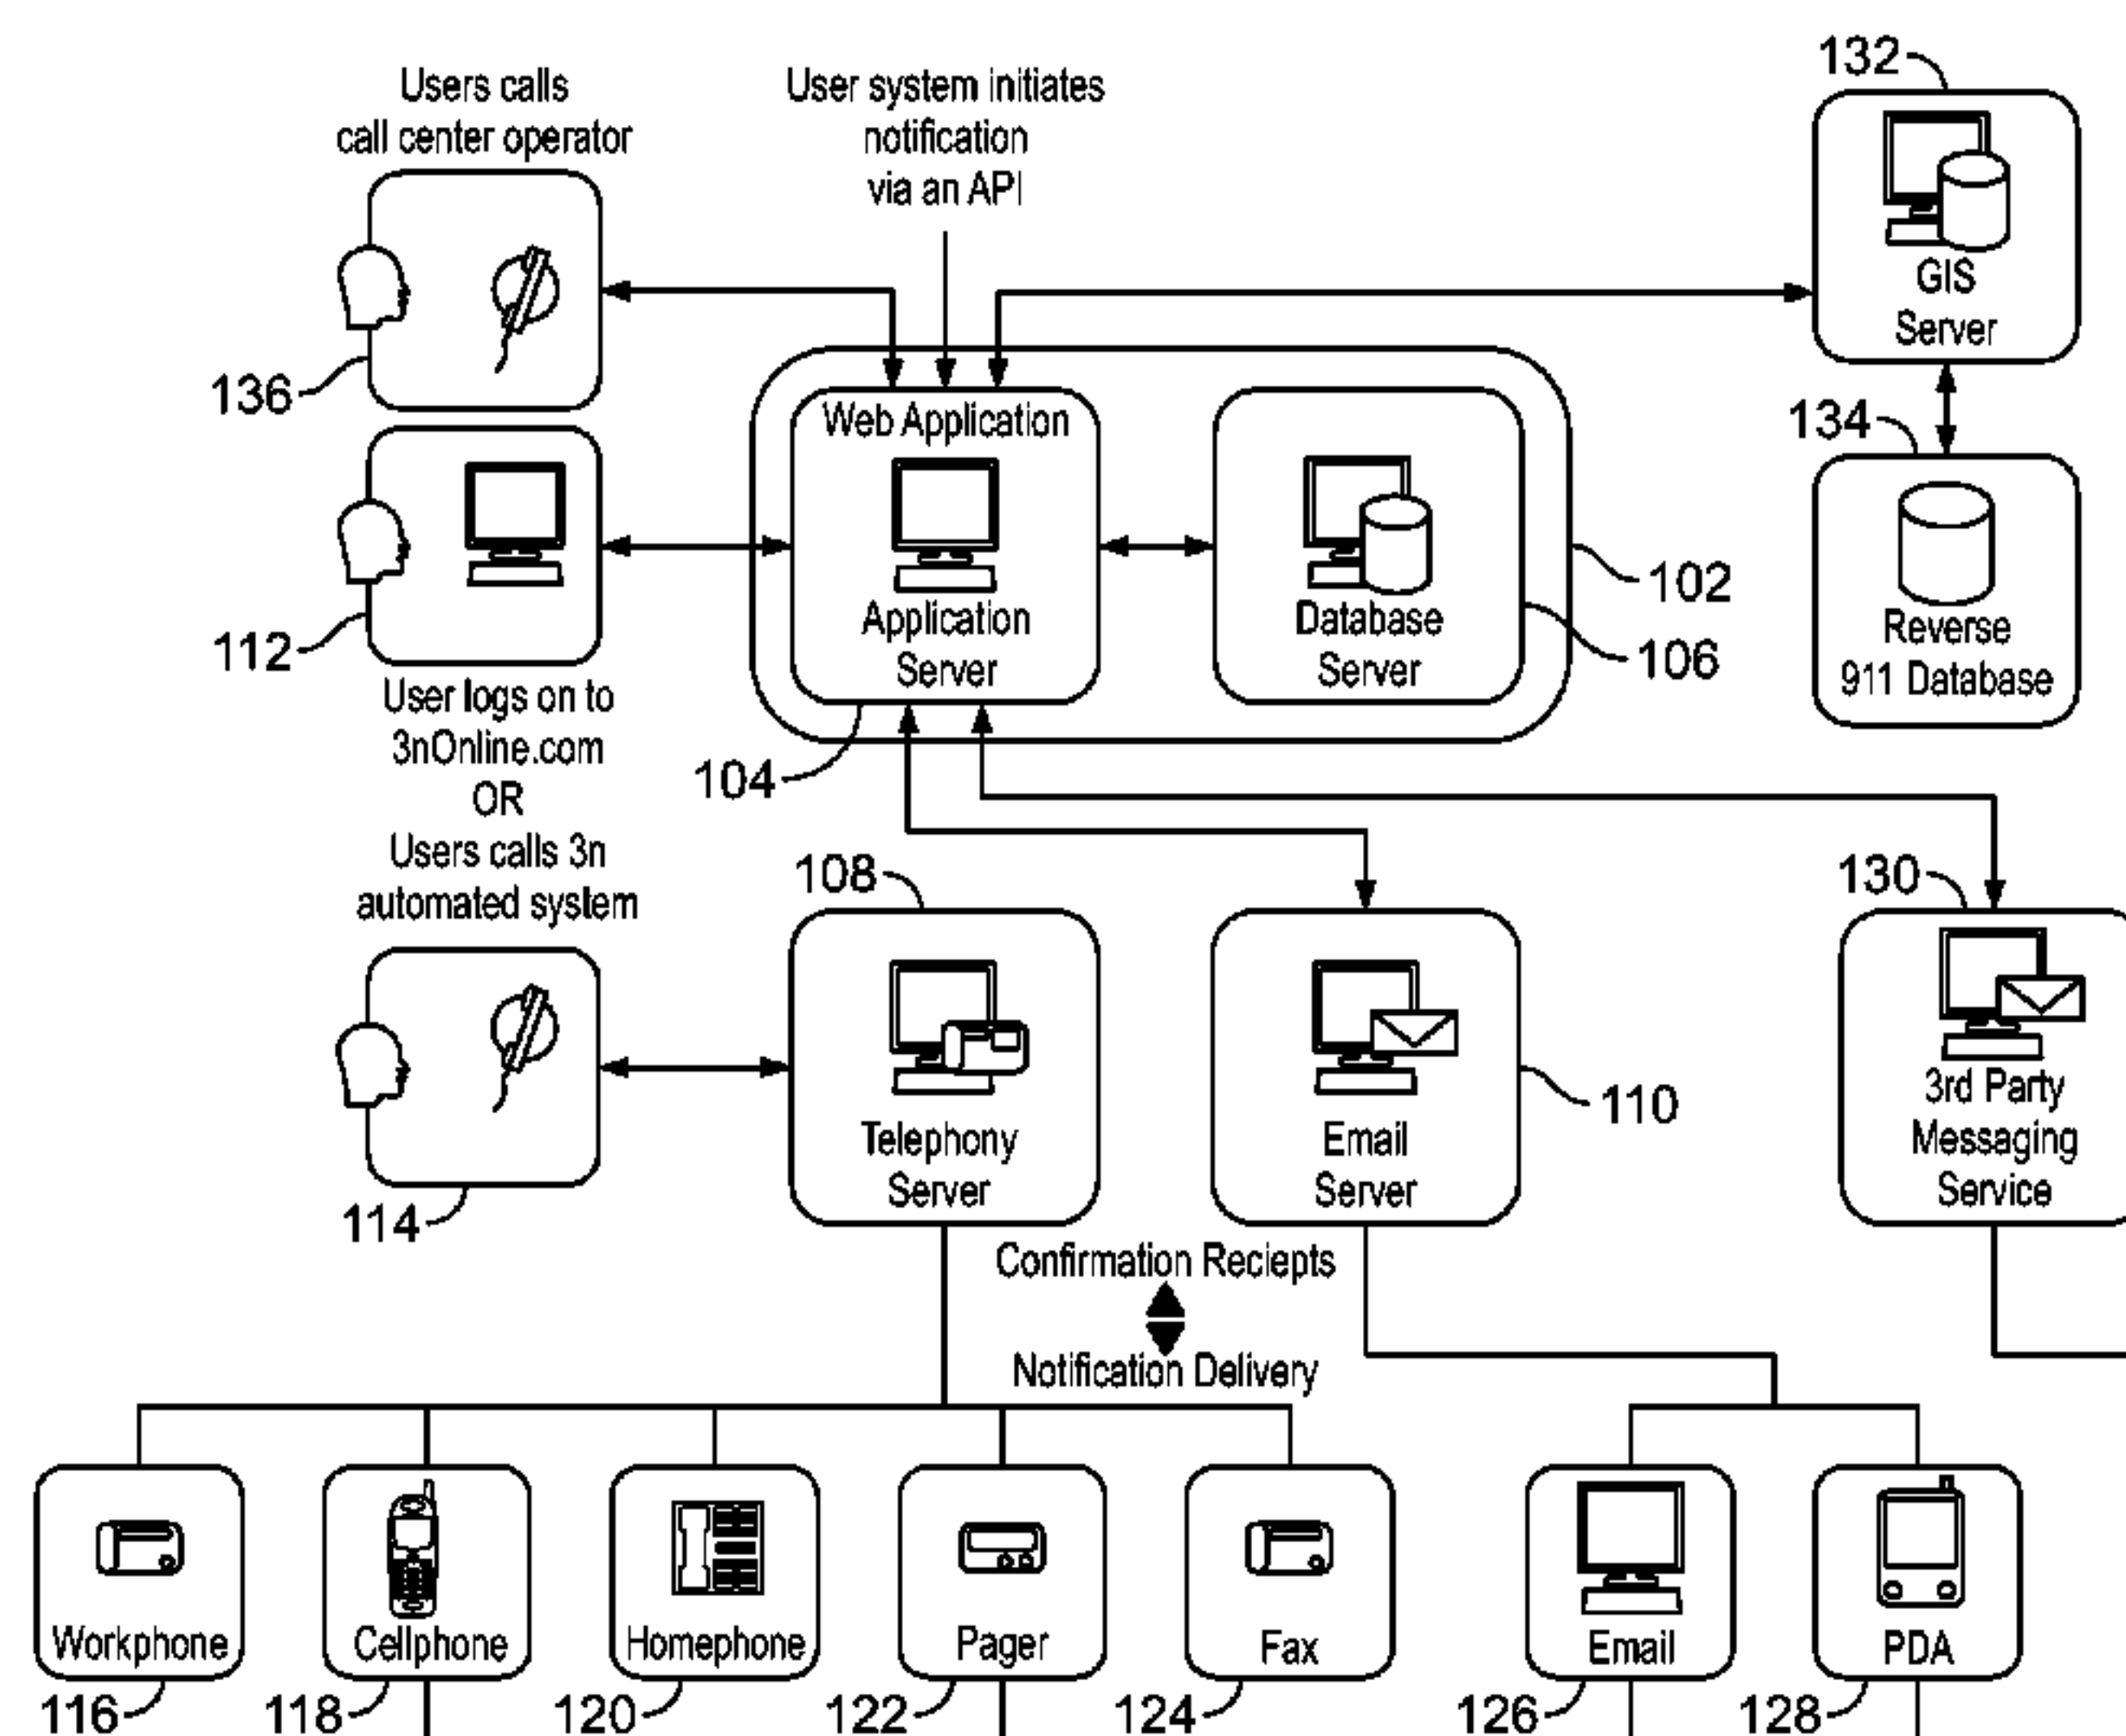 132
Users calls
call center operator
User system initiates
notification
via an API
GIS
Server
136
Web Application
134
102
112
Application
Server
Database
Server
106
Reverse
911 Database
User logs on to
3nOnline.com
OR
Users calls 3n
automated system
104
108
130
110
3rd Party
Messaging
Service
Telephony
Server
Email
Server
114
Confirmation Reciepts
Notification Delivery
Workphone
Cellphone
Homephone
Pager
Fax
Email
PDA
116
118
120
122
124
126
128